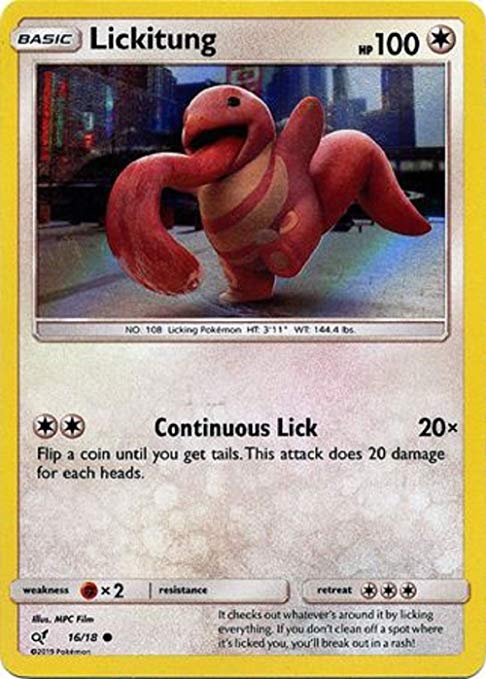 BASIC Lickitung HP 100
NO. 108 Licking Pokémon HT: 3'11" WT: 144.4 lbs.
Continuous Lick 20×
Flip a coin until you get tails. This attack does 20 damage
for each heads.
weakness × 2 resistance retreat
Illus. MPC Film
16/18
©2019 Pokémon
It checks out whatever's around it by licking
everything. If you don't clean off a spot where
it's licked you, you'll break out in a rash!